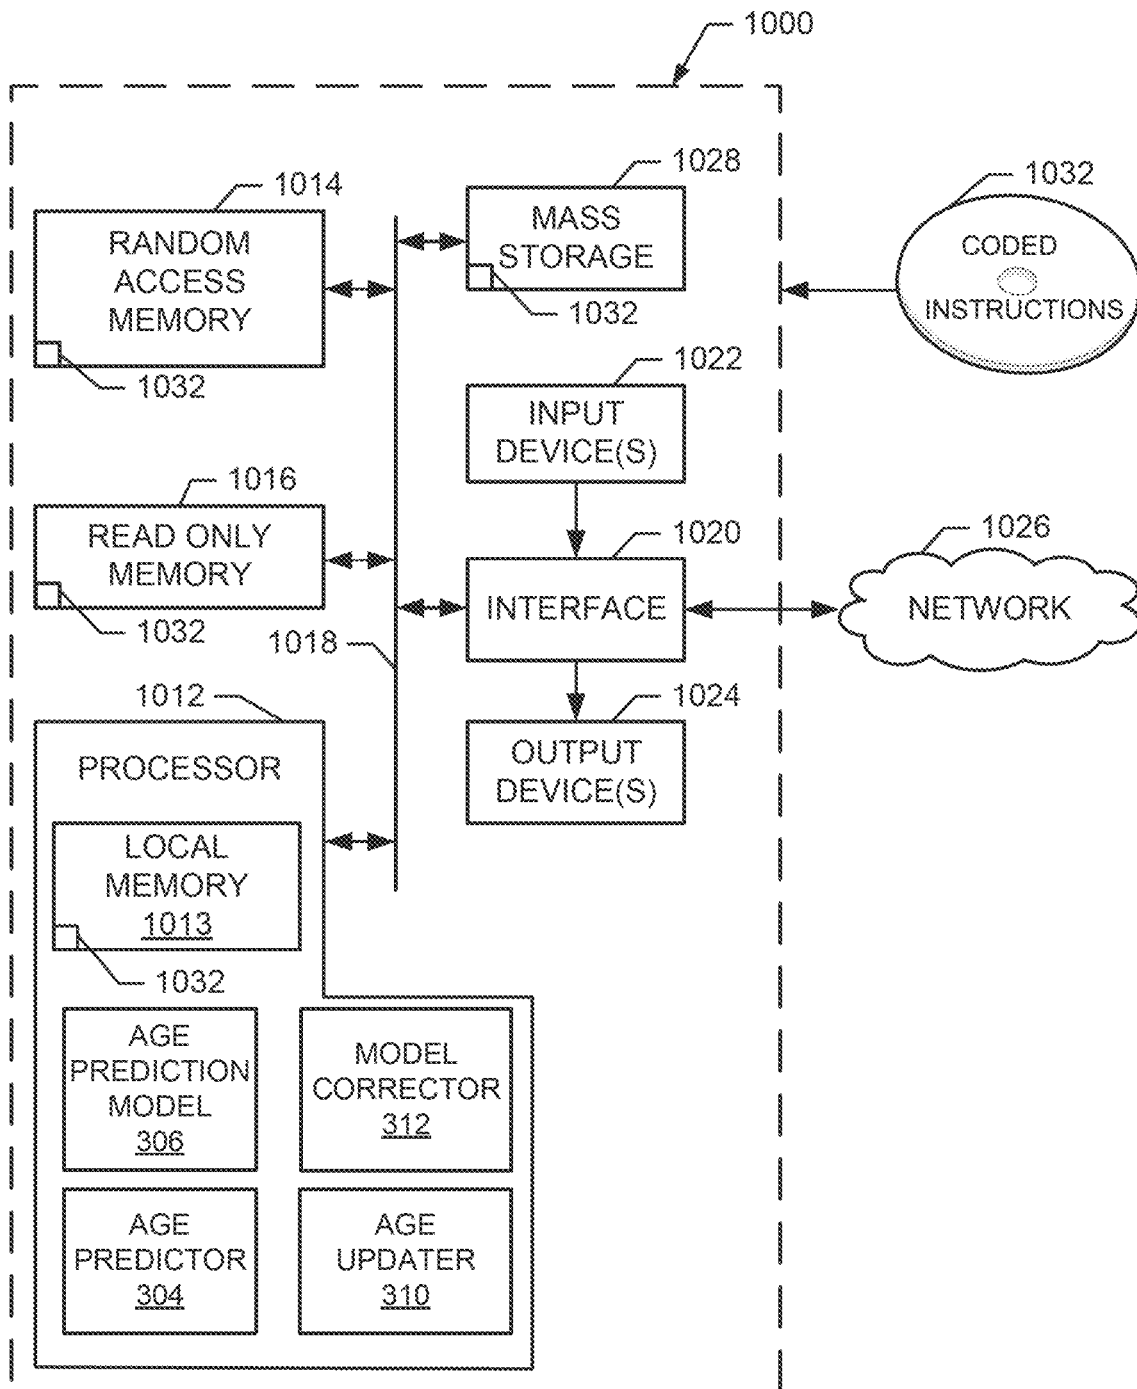 1000
1014
RANDOM
ACCESS
MEMORY
1032
1028
MASS
STORAGE
1032
1032
CODED
INSTRUCTIONS
1022
INPUT
DEVICE(S)
1016
READ ONLY
MEMORY
1032
1020
INTERFACE
1026
NETWORK
1018
1012
PROCESSOR
1024
OUTPUT
DEVICE(S)
LOCAL
MEMORY
1013
1032
AGE
PREDICTION
MODEL
306
MODEL
CORRECTOR
312
AGE
PREDICTOR
304
AGE
UPDATER
310